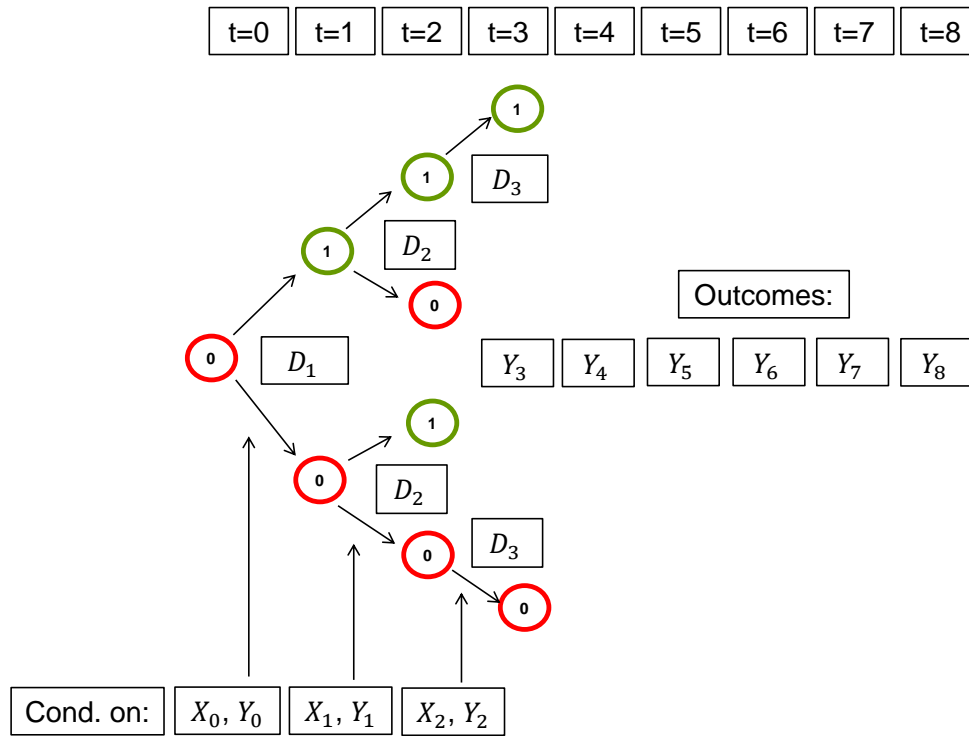 t=0 t=1 t=2 t=3 t=4 t=5 t=6 t=7 t=8
1
1 D₃
1 D₂
0 Outcomes:
0 D₁ Y₃ Y₄ Y₅ Y₆ Y₇ Y₈
1
0 D₂
0 D₃
0
Cond. on: X₀, Y₀ X₁, Y₁ X₂, Y₂